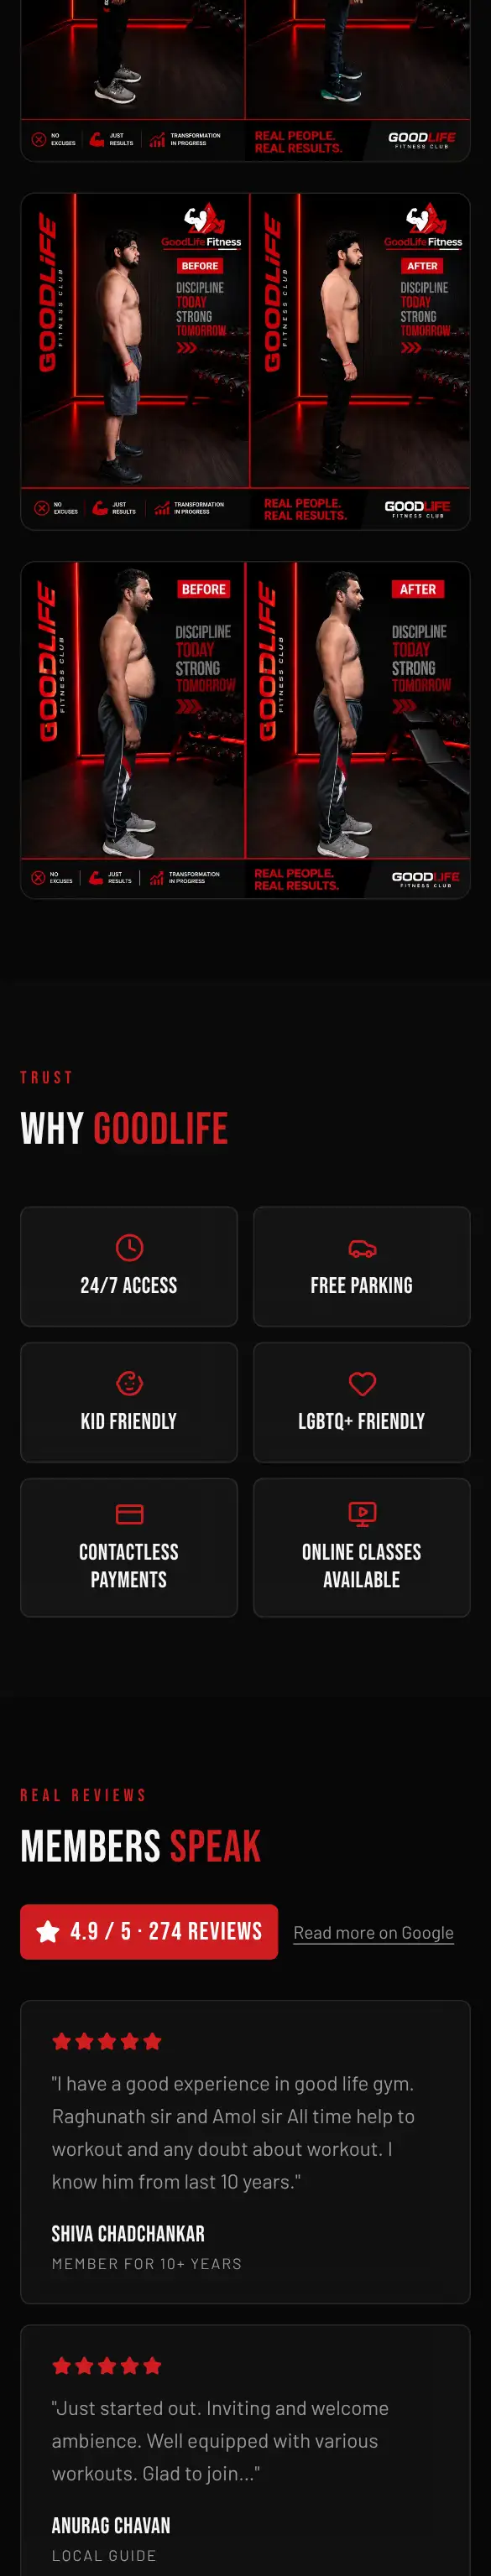 NO
EXCUSES
JUST
RESULTS
TRANSFORMATION
IN PROGRESS
REAL PEOPLE.
REAL RESULTS.
GOODLIFE
FITNESS CLUB
GOODLIFE
FITNESS CLUB
GoodLife Fitness
BEFORE
DISCIPLINE
TODAY
STRONG
TOMORROW
GOODLIFE
FITNESS CLUB
GoodLife Fitness
AFTER
DISCIPLINE
TODAY
STRONG
TOMORROW
NO
EXCUSES
JUST
RESULTS
TRANSFORMATION
IN PROGRESS
REAL PEOPLE.
REAL RESULTS.
GOODLIFE
FITNESS CLUB
GOODLIFE
FITNESS CLUB
BEFORE
DISCIPLINE
TODAY
STRONG
TOMORROW
GOODLIFE
FITNESS CLUB
AFTER
DISCIPLINE
TODAY
STRONG
TOMORROW
NO
EXCUSES
JUST
RESULTS
TRANSFORMATION
IN PROGRESS
REAL PEOPLE.
REAL RESULTS.
GOODLIFE
FITNESS CLUB
TRUST
WHY GOODLIFE
24/7 ACCESS
FREE PARKING
KID FRIENDLY
LGBTQ+ FRIENDLY
CONTACTLESS
PAYMENTS
ONLINE CLASSES
AVAILABLE
REAL REVIEWS
MEMBERS SPEAK
4.9 / 5 · 274 REVIEWS
Read more on Google
"I have a good experience in good life gym.
Raghunath sir and Amol sir All time help to
workout and any doubt about workout. I
know him from last 10 years."
SHIVA CHADCHANKAR
MEMBER FOR 10+ YEARS
"Just started out. Inviting and welcome
ambience. Well equipped with various
workouts. Glad to join..."
ANURAG CHAVAN
LOCAL GUIDE